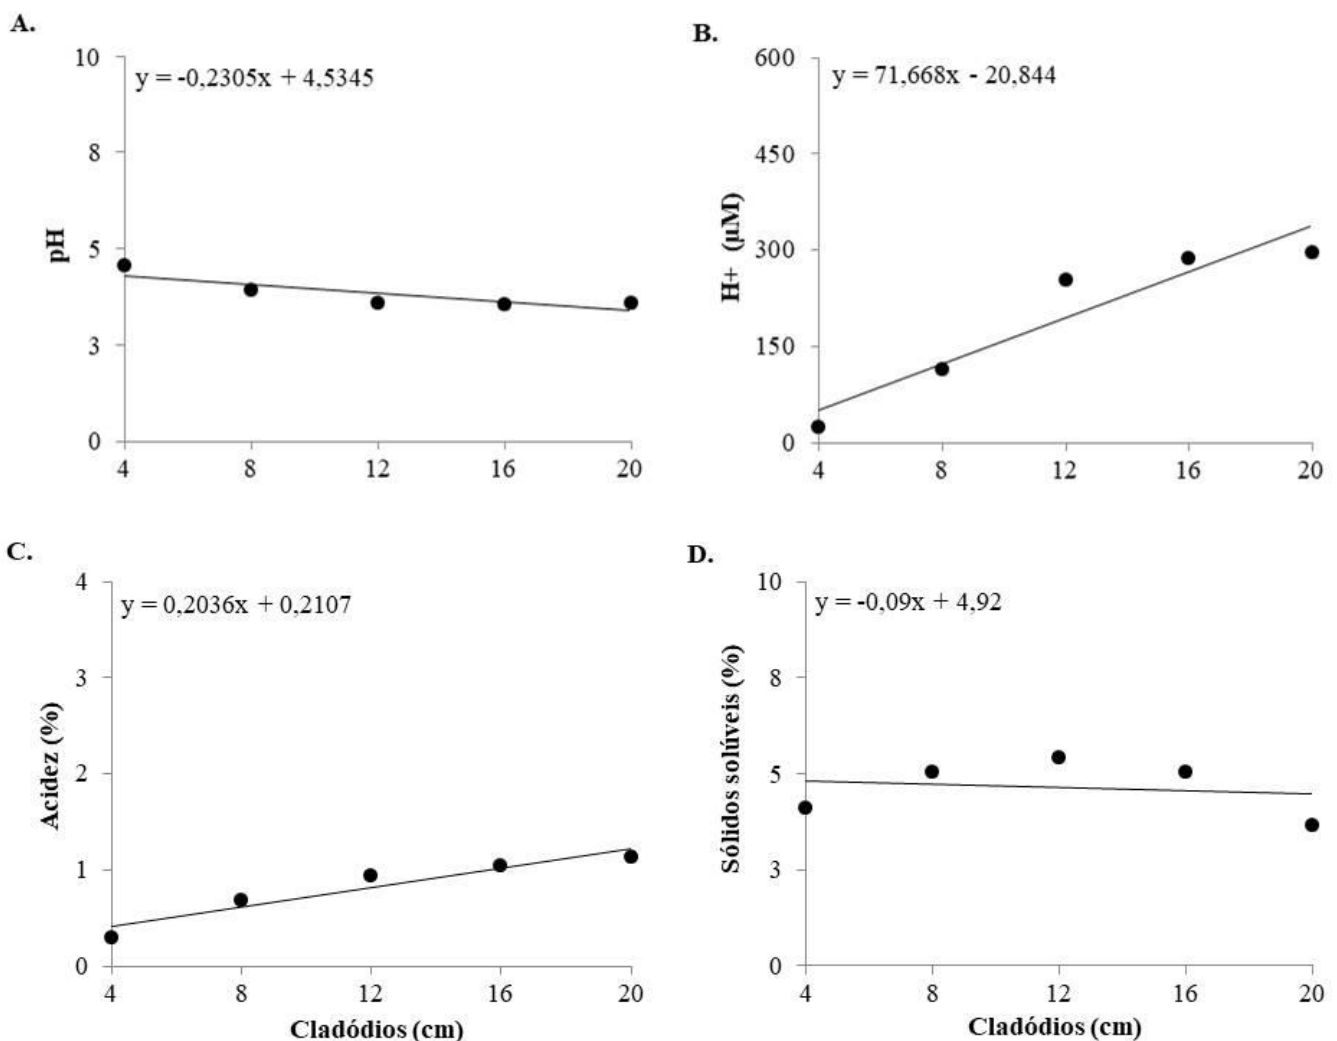 A.
y = -0,2305x + 4,5345
10
8
5
3
0
pH
4 8 12 16 20
B.
y = 71,668x - 20,844
600
450
300
150
0
H+ (µM)
4 8 12 16 20
C.
y = 0,2036x + 0,2107
4
3
2
1
0
Acidez (%)
4 8 12 16 20
Cladódios (cm)
D.
y = -0,09x + 4,92
10
8
5
3
0
Sólidos solúveis (%)
4 8 12 16 20
Cladódios (cm)